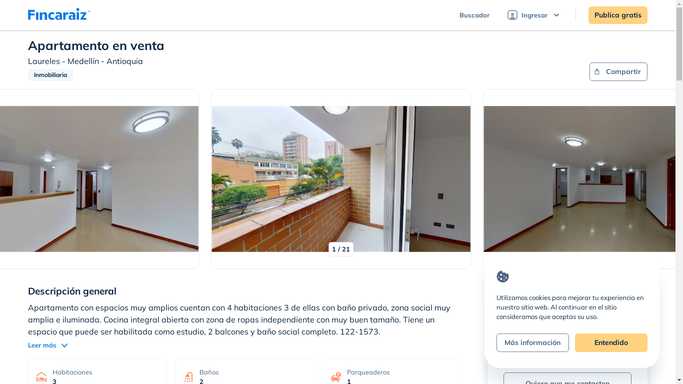 Fincaraiz
Buscador
Ingresar
Publica gratis
Apartamento en venta
Laureles - Medellín - Antioquia
Inmobiliaria
Compartir
1 / 21
Descripción general
Apartamento con espacios muy amplios cuentan con 4 habitaciones 3 de ellas con baño privado, zona social muy
amplia e iluminada. Cocina integral abierta con zona de ropas independiente con muy buen tamaño. Tiene un
espacio que puede ser habilitada como estudio, 2 balcones y baño social completo. 122-1573.
Leer más
Habitaciones
3
Baños
2
Parqueaderos
1
Utilizamos cookies para mejorar tu experiencia en
nuestro sitio web. Al continuar en el sitio
consideramos que aceptas su uso.
Más información
Entendido
Quiero que me contacten